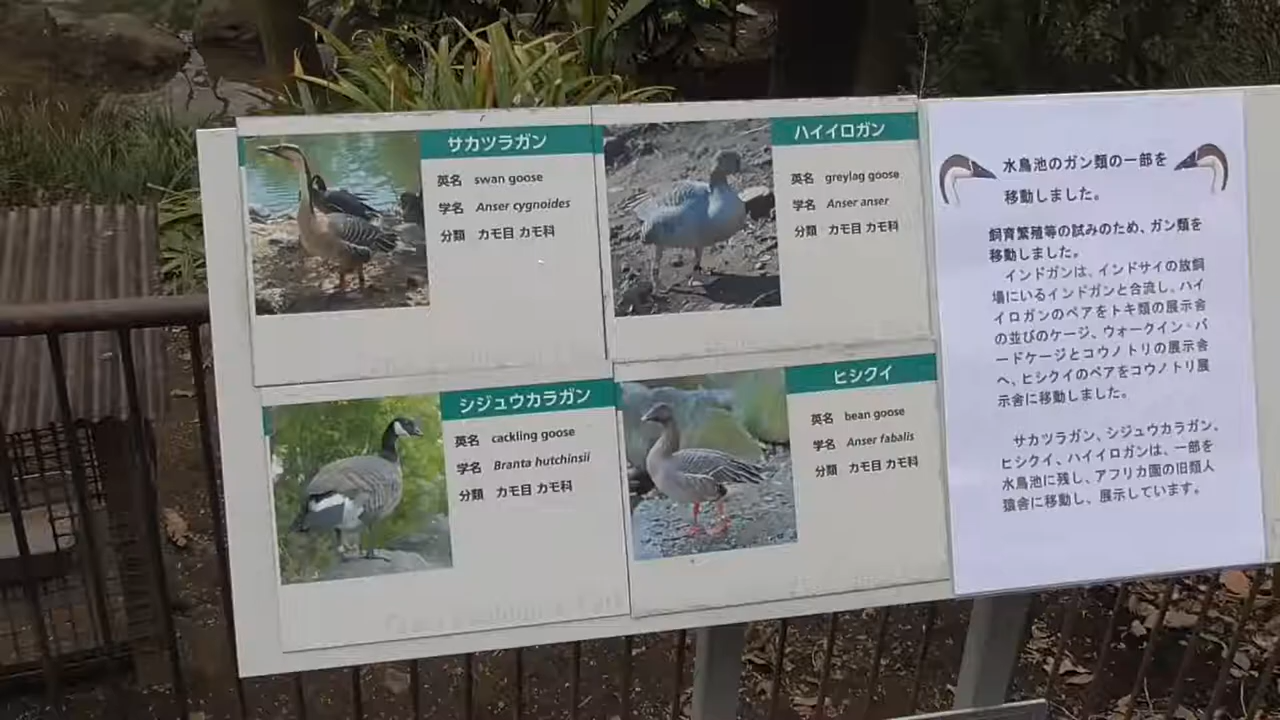 サカツラガン
英名 swan goose
学名 Anser cygnoides
分類 カモ目 カモ科
ハイイロガン
英名 greylag goose
学名 Anser anser
分類 カモ目 カモ科
シジュウカラガン
英名 cackling goose
学名 Branta hutchinsii
分類 カモ目 カモ科
ヒシクイ
英名 bean goose
学名 Anser fabalis
分類 カモ目 カモ科
水鳥池のガン類の一部を
移動しました。
飼育繁殖等の試みのため、ガン類を
移動しました。
インドガンは、インドサイの放飼
場にいるインドガンと合流し、ハイ
イロガンのペアをトキ類の展示舎
の並びのケージ、ウォークイン・バ
ードケージとコウノトリの展示舎
へ、ヒシクイのペアをコウノトリ展
示舎に移動しました。
サカツラガン、シジュウカラガン、
ヒシクイ、ハイイロガンは、一部を
水鳥池に残し、アフリカ園の旧類人
猿舎に移動し、展示しています。